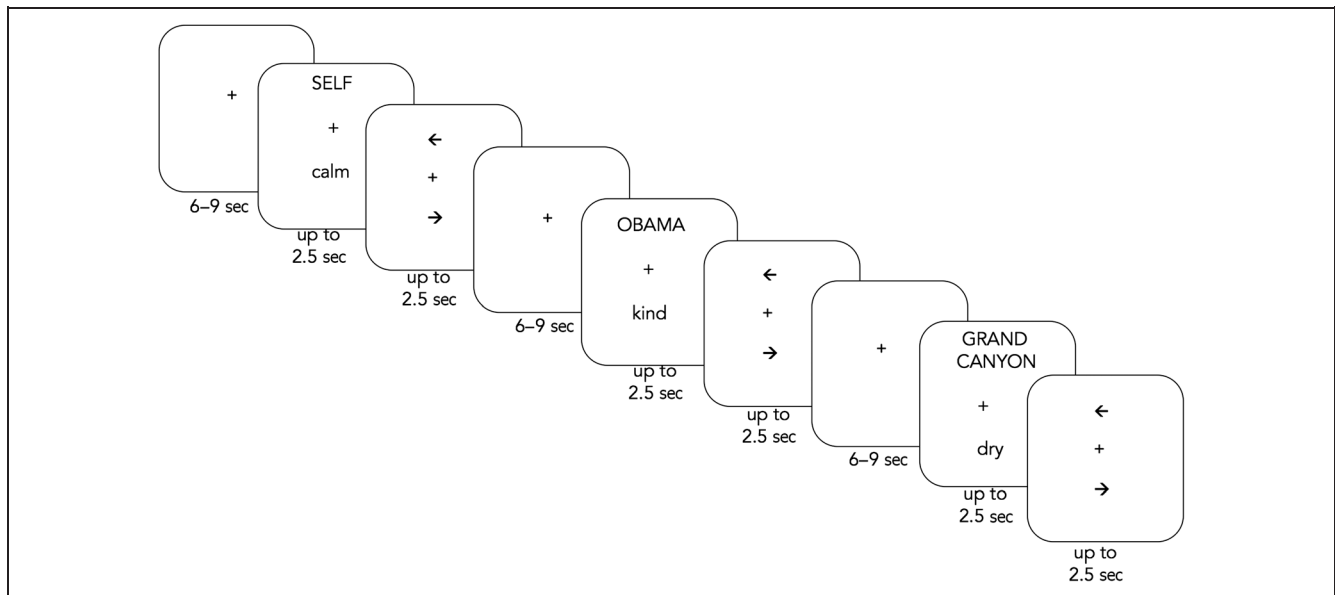 +
6–9 sec
SELF
+
calm
up to
2.5 sec
←
+
→
up to
2.5 sec
+
6–9 sec
OBAMA
+
kind
up to
2.5 sec
←
+
→
up to
2.5 sec
+
6–9 sec
GRAND
CANYON
+
dry
up to
2.5 sec
←
+
→
up to
2.5 sec